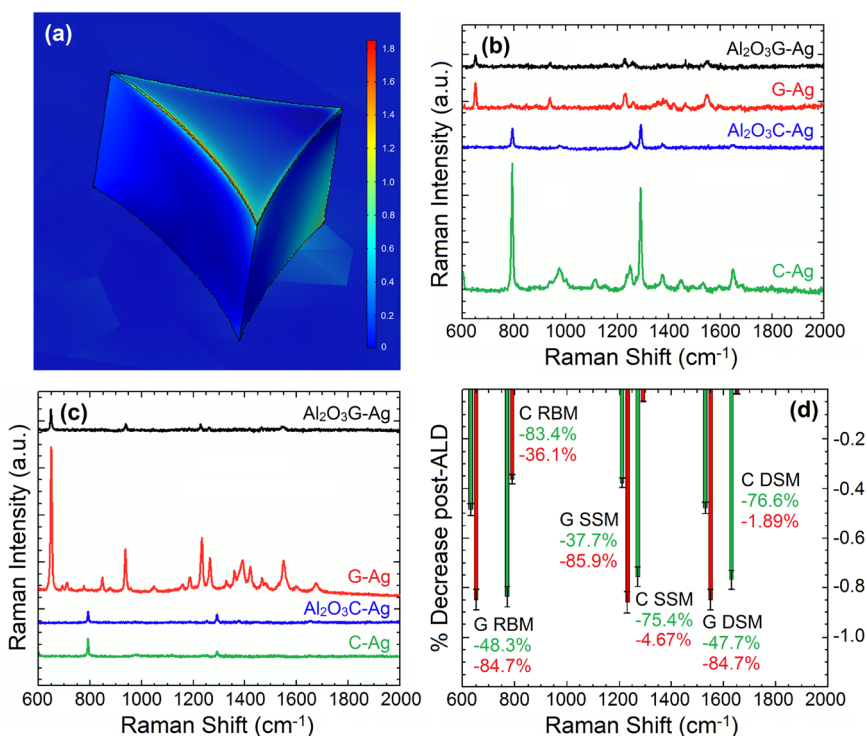 (a)
1.8
1.6
1.4
1.2
1.0
0.8
0.6
0.4
0.2
0
(b)
Al₂O₃G-Ag
G-Ag
Al₂O₃C-Ag
C-Ag
Raman Intensity (a.u.)
600 800 1000 1200 1400 1600 1800 2000
Raman Shift (cm⁻¹)
(c)
Al₂O₃G-Ag
G-Ag
Al₂O₃C-Ag
C-Ag
Raman Intensity (a.u.)
600 800 1000 1200 1400 1600 1800 2000
Raman Shift (cm⁻¹)
(d)
% Decrease post-ALD
-0.2
-0.4
-0.6
-0.8
-1.0
C RBM
-83.4%
-36.1%
G SSM
-37.7%
-85.9%
C DSM
-76.6%
-1.89%
G RBM
-48.3%
-84.7%
C SSM
-75.4%
-4.67%
G DSM
-47.7%
-84.7%
600 800 1000 1200 1400 1600 1800 2000
Raman Shift (cm⁻¹)